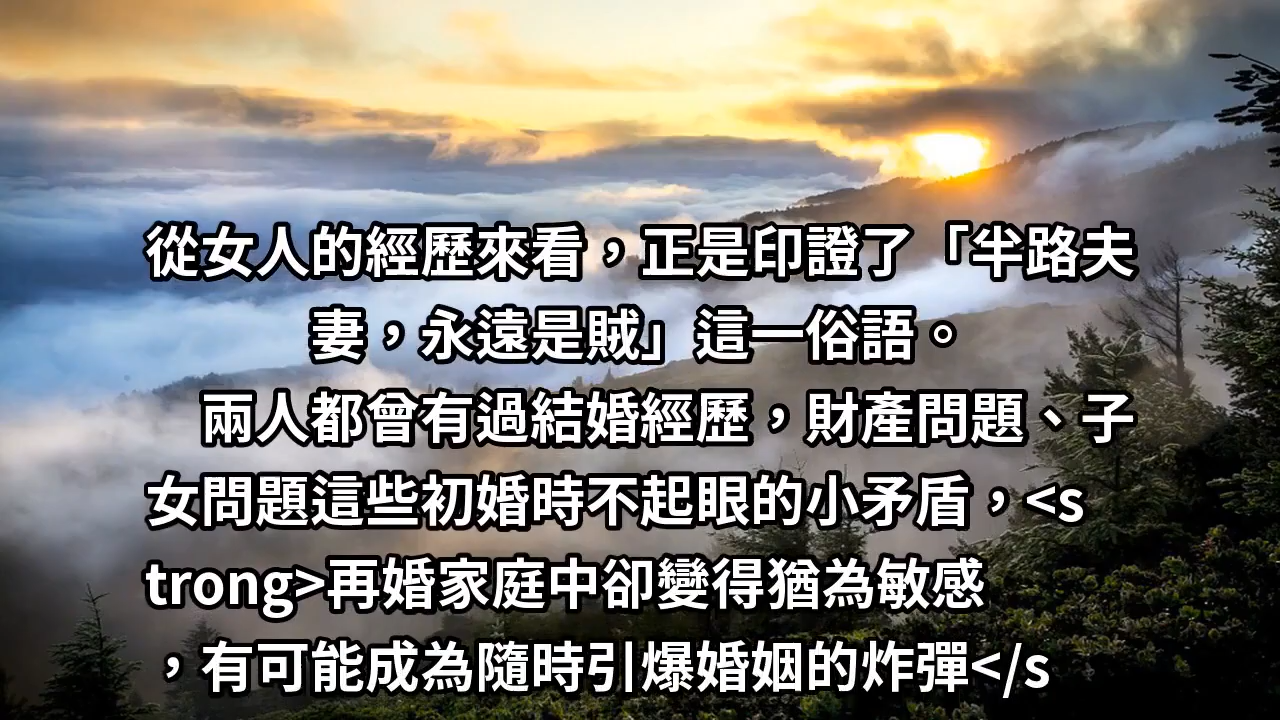 從女人的經歷來看，正是印證了「半路夫
妻，永遠是賊」這一俗語。
兩人都曾有過結婚經歷，財產問題、子
女問題這些初婚時不起眼的小矛盾，<s
trong>再婚家庭中卻變得猶為敏感
，有可能成為隨時引爆婚姻的炸彈</s